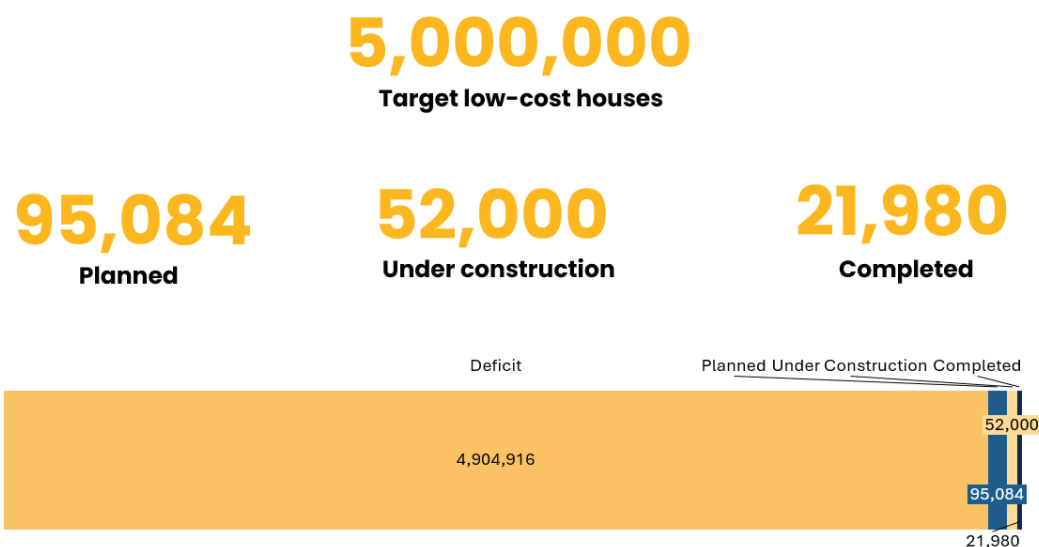 5,000,000
Target low-cost houses
95,084
52,000
21,980
Planned
Under construction
Completed
Deficit
Planned
Under Construction
Completed
4,904,916
52,000
95,084
21,980